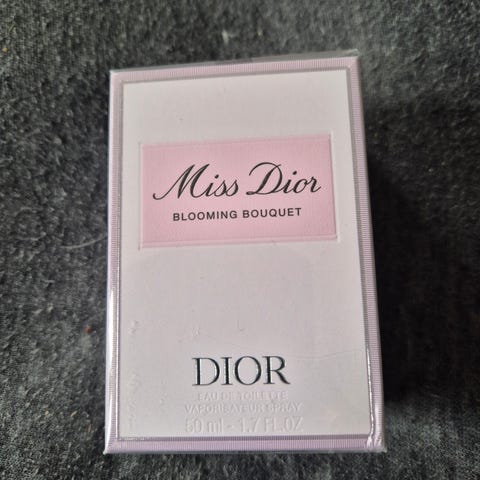 Miss Dior
BLOOMING BOUQUET
DIOR
EAU DE TOILETTE
VAPORISATEUR SPRAY
50 ml - 1.7 FL.OZ